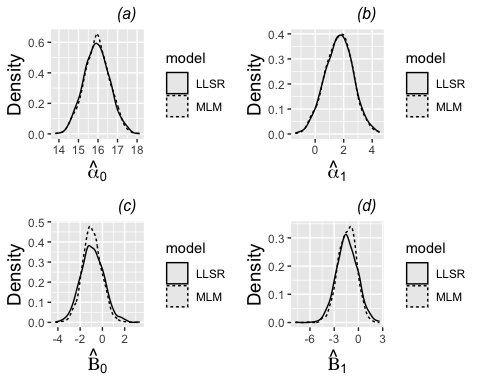 (a)
0.6
0.4
0.2
0.0
Density
14 15 16 17 18
α̂0
model
LLSR
MLM
(b)
0.4
0.3
0.2
0.1
0.0
Density
0 2 4
α̂1
model
LLSR
MLM
(c)
0.5
0.4
0.3
0.2
0.1
0.0
Density
-4 -2 0 2
B̂0
model
LLSR
MLM
(d)
0.3
0.2
0.1
0.0
Density
-6 -3 0 3
B̂1
model
LLSR
MLM